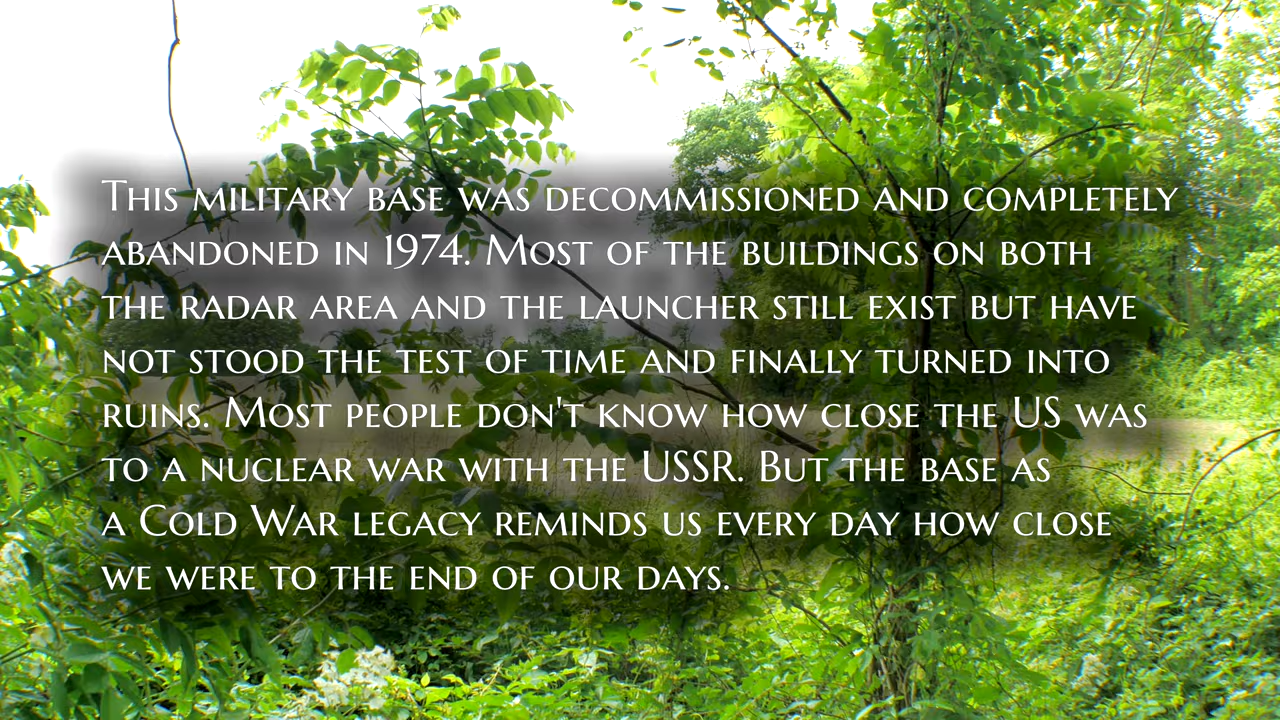 This military base was decommissioned and completely
abandoned in 1974. Most of the buildings on both
the radar area and the launcher still exist but have
not stood the test of time and finally turned into
ruins. Most people don't know how close the US was
to a nuclear war with the USSR. But the base as
a Cold War legacy reminds us every day how close
we were to the end of our days.